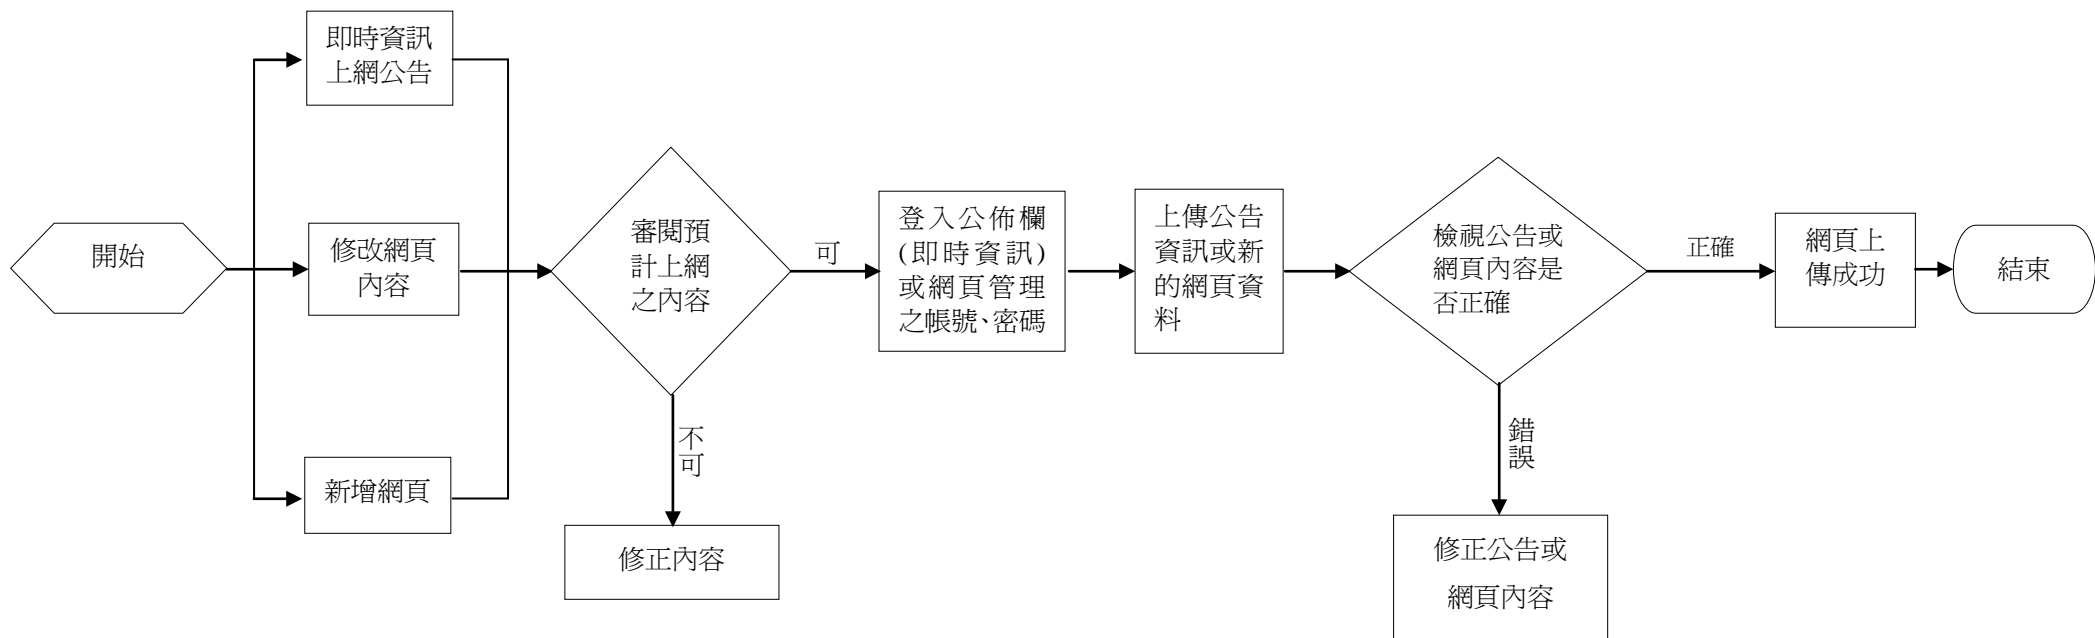 即時資訊
上網公告
開始
修改網頁
內容
新增網頁
審閱預
計上網
之內容
可
不
可
修正內容
登入公佈欄
(即時資訊)
或網頁管理
之帳號、密碼
上傳公告
資訊或新
的網頁資
料
檢視公告或
網頁內容是
否正確
正確
錯
誤
修正公告或
網頁內容
網頁上
傳成功
結束